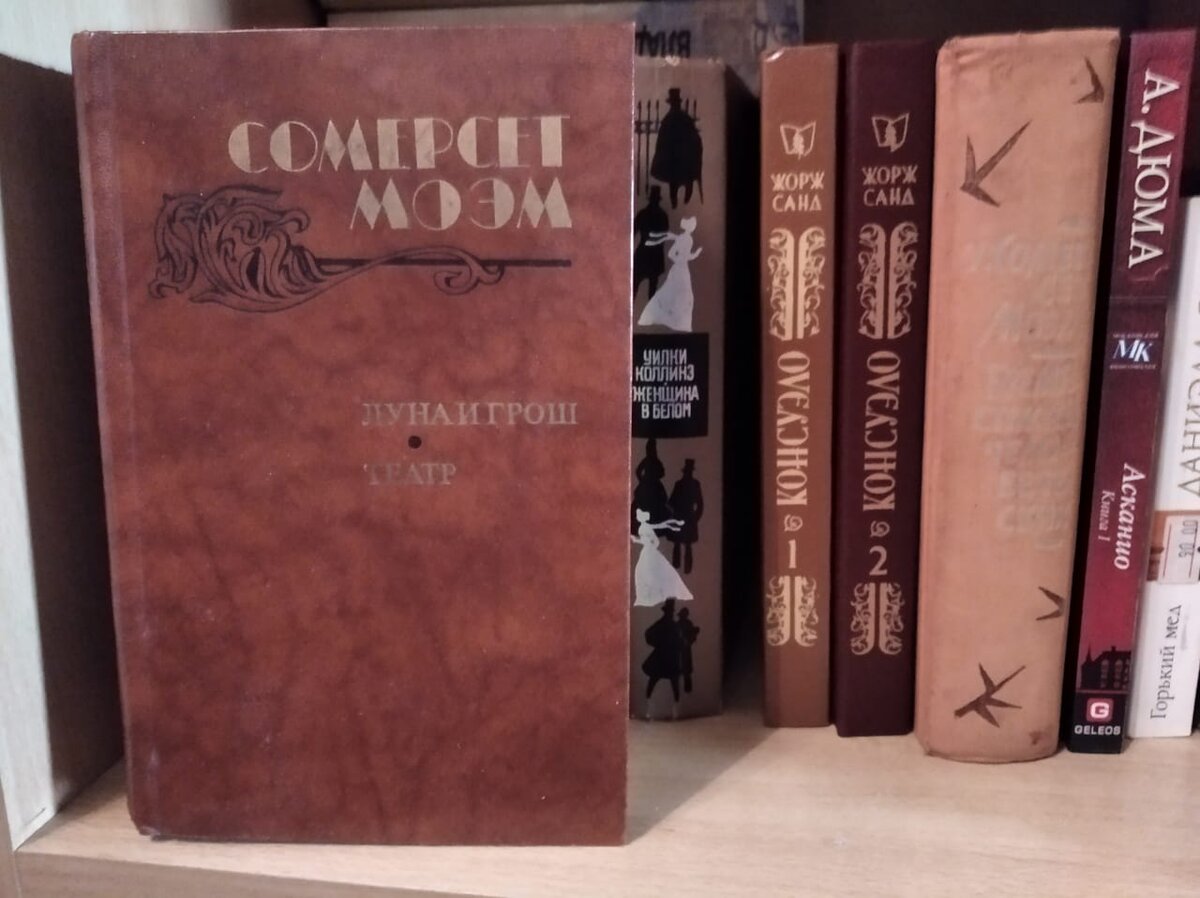 СОМЕРСЕТ
МОЭМ
ЛУНА И ГРОШ
ТЕАТР
УИЛКИ
КОЛЛИНЗ
ЖЕНЩИНА
В БЕЛОМ
ЖОРЖ
САНД
КОНСУЭЛО
1
ЖОРЖ
САНД
КОНСУЭЛО
2
А. ДЮМА
МК
Асканио
Книга 1
G
GELEOS
Горький мед